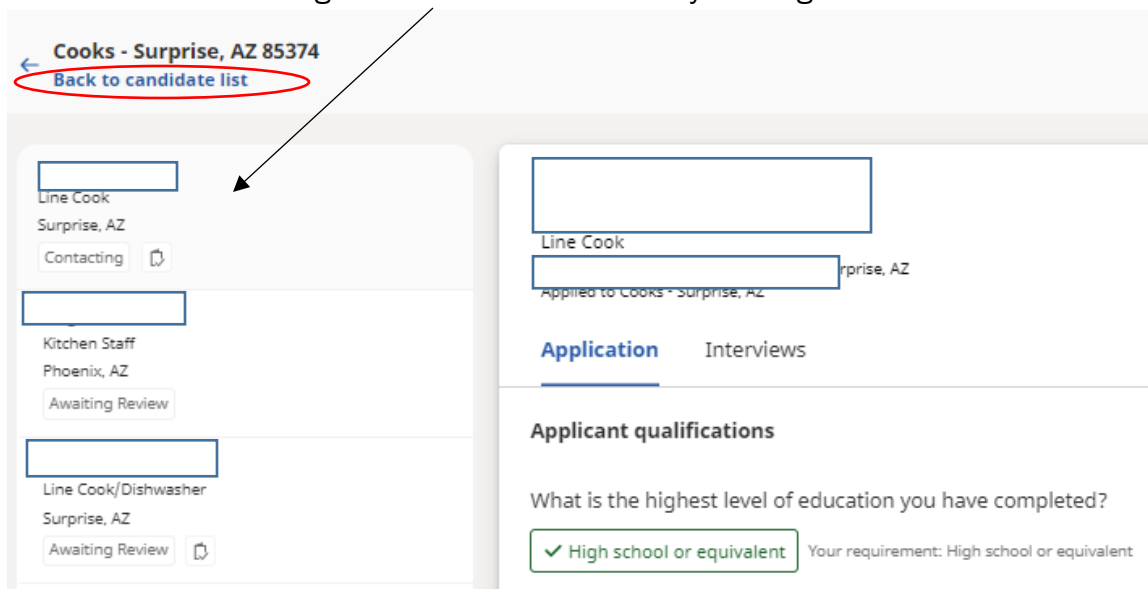 Cooks - Surprise, AZ 85374
Back to candidate list
Line Cook
Surprise, AZ
Contacting
Kitchen Staff
Phoenix, AZ
Awaiting Review
Line Cook/Dishwasher
Surprise, AZ
Awaiting Review
Line Cook
rprise, AZ
Applied to Cooks - Surprise, AZ
Application Interviews
Applicant qualifications
What is the highest level of education you have completed?
High school or equivalent Your requirement: High school or equivalent